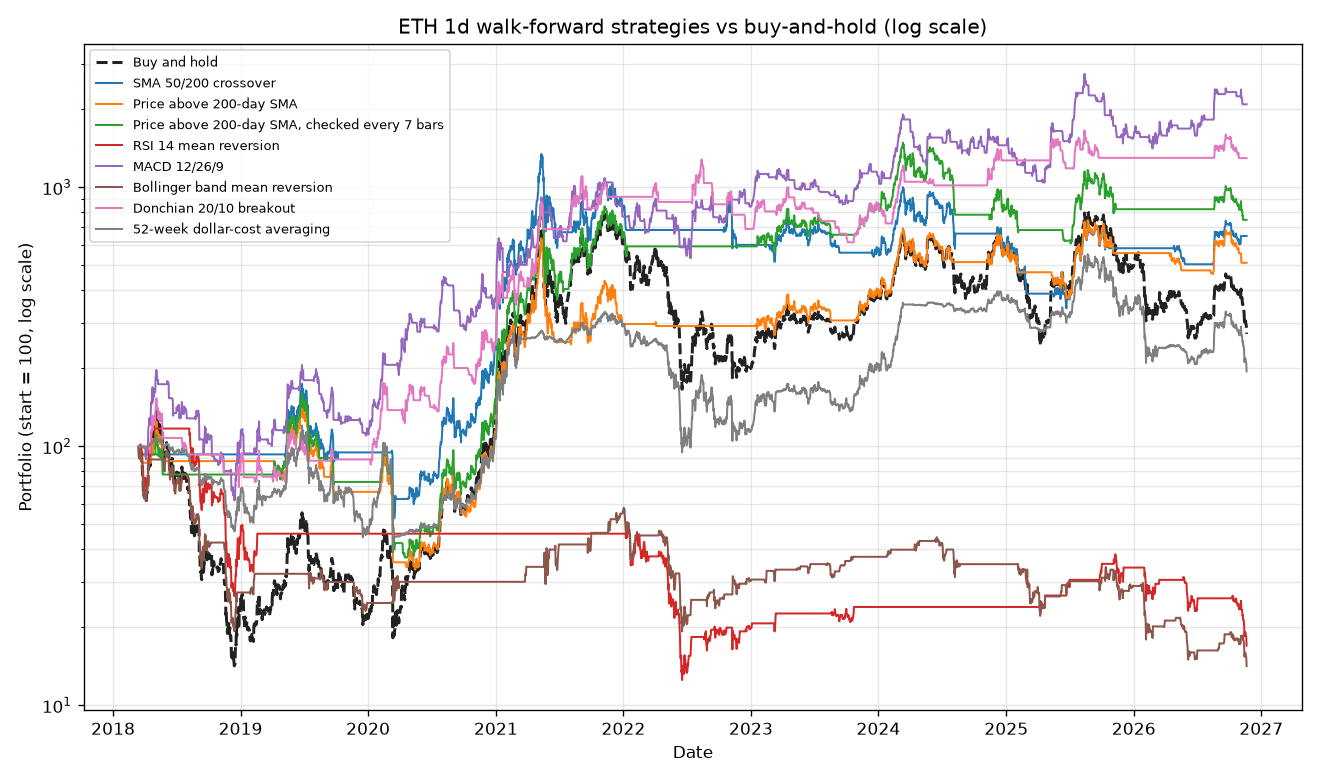 ETH 1d walk-forward strategies vs buy-and-hold (log scale)
Buy and hold
SMA 50/200 crossover
Price above 200-day SMA
Price above 200-day SMA, checked every 7 bars
RSI 14 mean reversion
MACD 12/26/9
Bollinger band mean reversion
Donchian 20/10 breakout
52-week dollar-cost averaging
Portfolio (start = 100, log scale)
10³
10²
10¹
2018 2019 2020 2021 2022 2023 2024 2025 2026 2027
Date